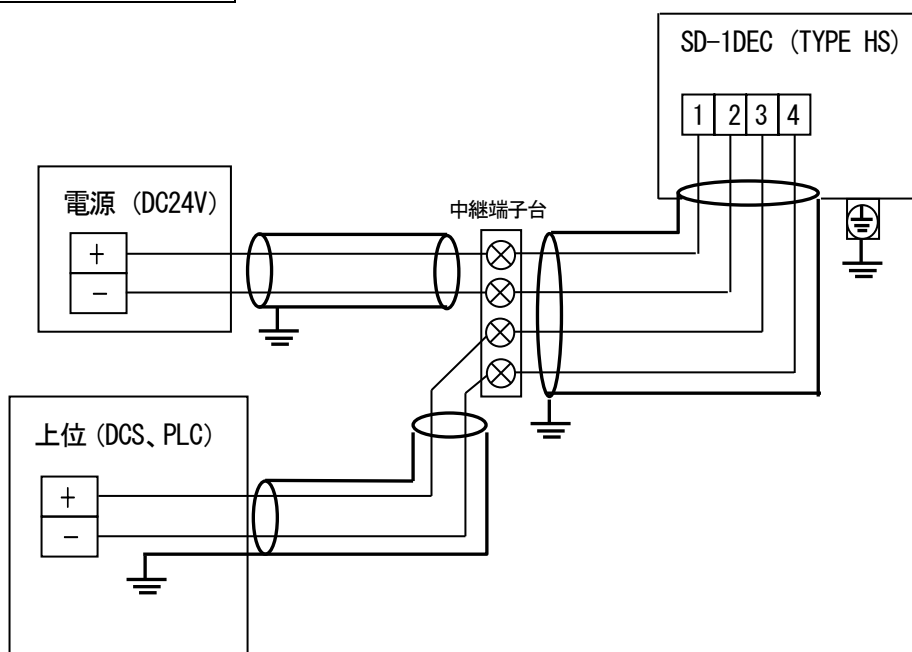 SD-1DEC (TYPE HS)
1 2 3 4
電源 (DC24V)
+
-
中継端子台
上位(DCS、PLC)
+
-